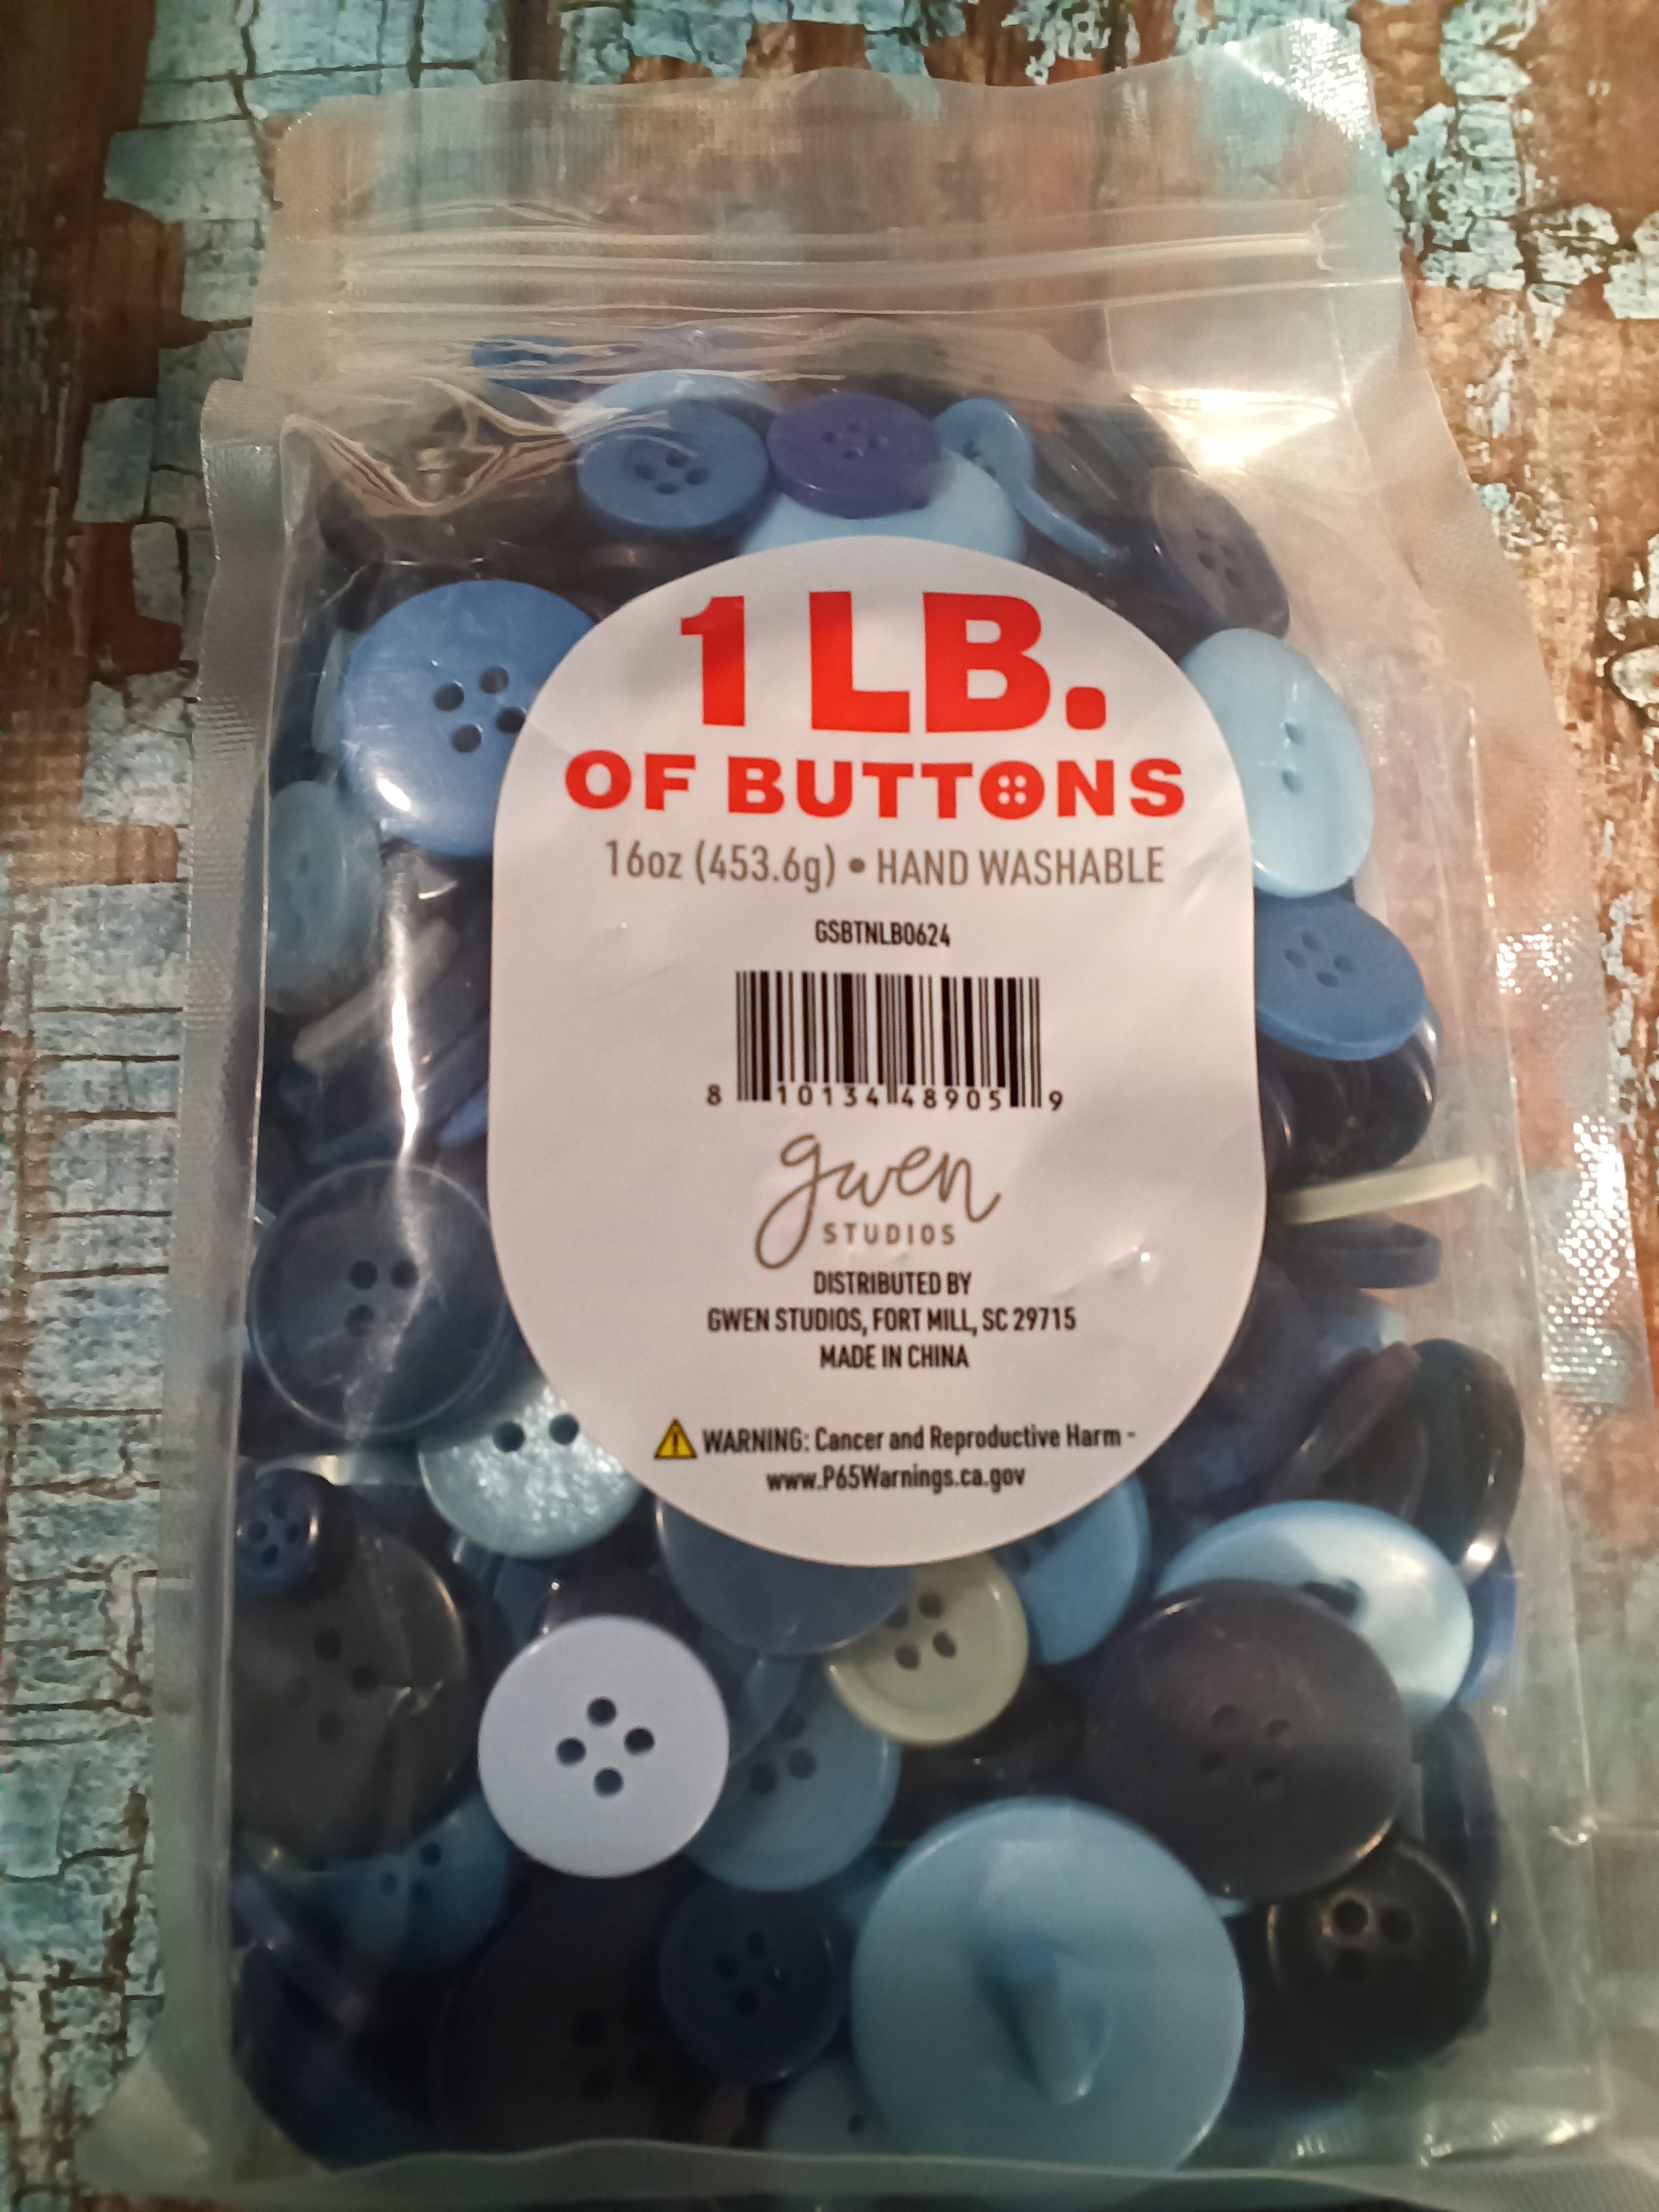 1 LB.
OF BUTTONS
16oz (453.6g) • HAND WASHABLE
GSBTNLB0624
8 10134 48905 9
gwen
STUDIOS
DISTRIBUTED BY
GWEN STUDIOS, FORT MILL, SC 29715
MADE IN CHINA
⚠ WARNING: Cancer and Reproductive Harm -
www.P65Warnings.ca.gov